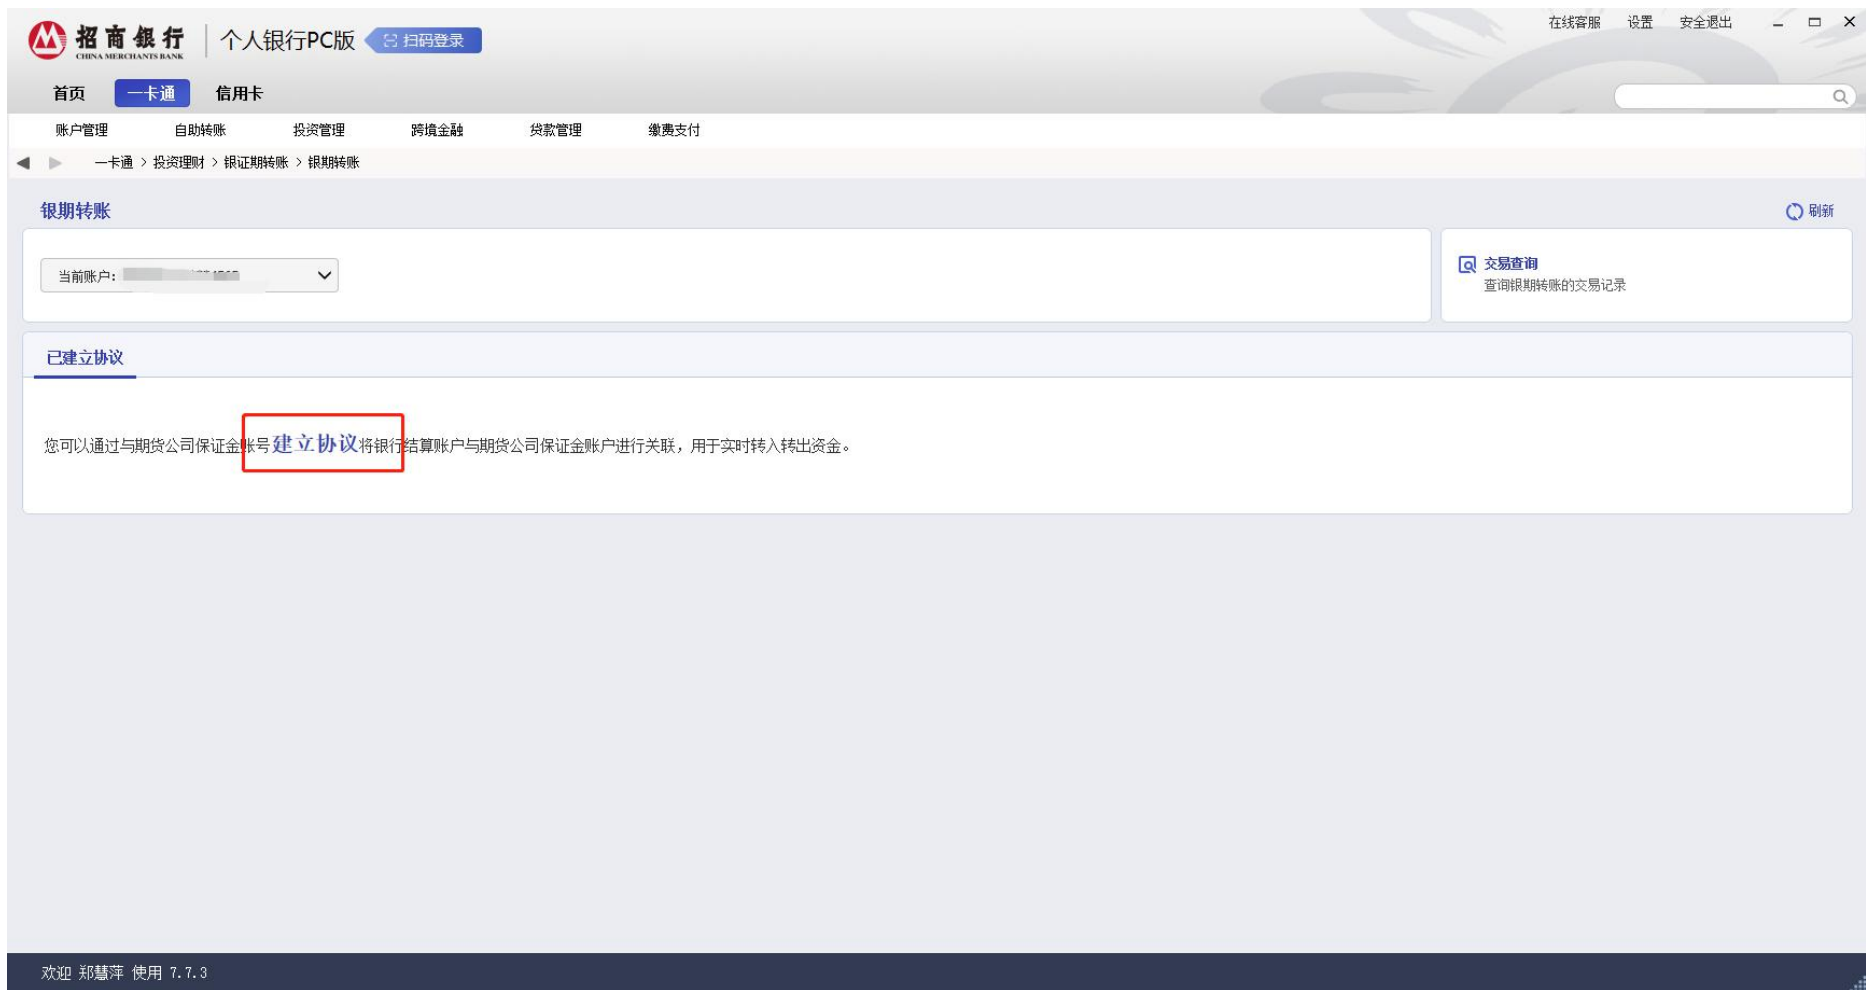 招商银行 个人银行PC版 扫码登录 在线客服 设置 安全退出
CHINA MERCHANTS BANK
首页 一卡通 信用卡
账户管理 自助转账 投资管理 跨境金融 贷款管理 缴费支付
一卡通 > 投资理财 > 银证期转账 > 银期转账
银期转账 刷新
当前账户：
交易查询
查询银期转账的交易记录
已建立协议
您可以通过与期货公司保证金账号建立协议将银行结算账户与期货公司保证金账户进行关联，用于实时转入转出资金。
欢迎 郑慧萍 使用 7.7.3